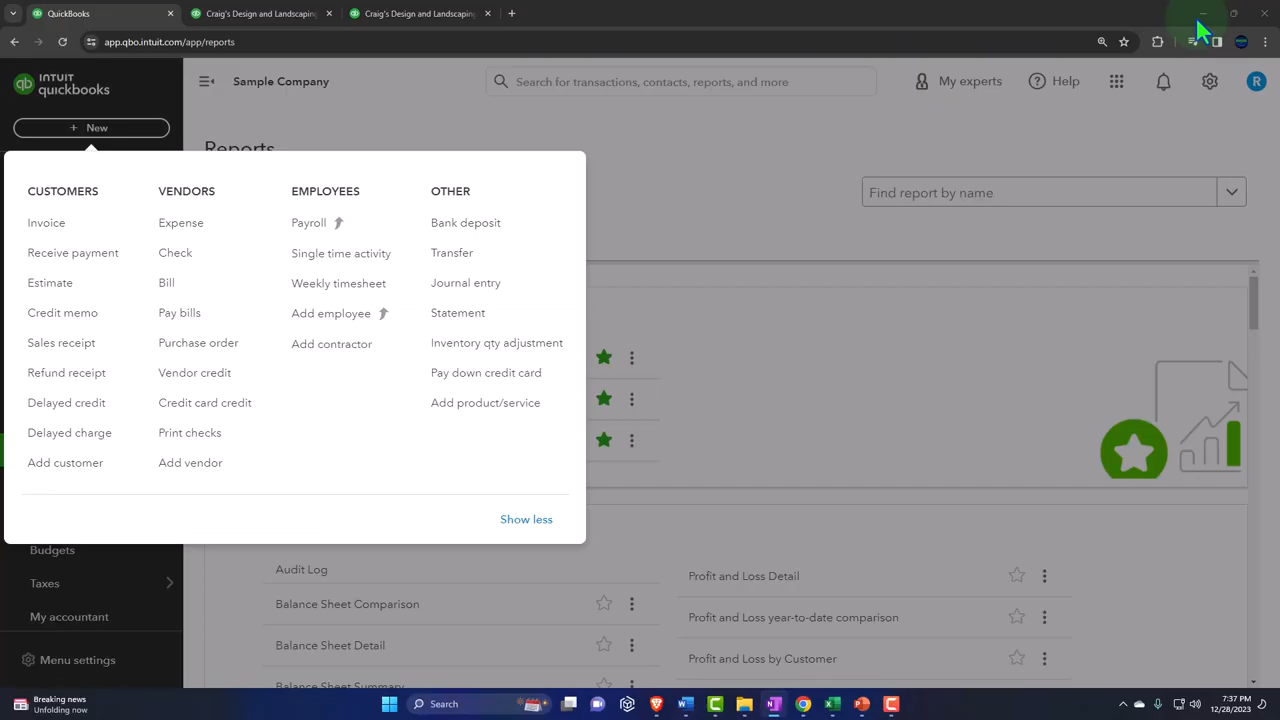 QuickBooks
Craig's Design and Landscaping
Craig's Design and Landscaping
app.qbo.intuit.com/app/reports
INTUIT
quickbooks
Sample Company
Search for transactions, contacts, reports, and more
My experts
Help
R
+ New
Reports
Find report by name
CUSTOMERS
Invoice
Receive payment
Estimate
Credit memo
Sales receipt
Refund receipt
Delayed credit
Delayed charge
Add customer
VENDORS
Expense
Check
Bill
Pay bills
Purchase order
Vendor credit
Credit card credit
Print checks
Add vendor
EMPLOYEES
Payroll
Single time activity
Weekly timesheet
Add employee
Add contractor
OTHER
Bank deposit
Transfer
Journal entry
Statement
Inventory qty adjustment
Pay down credit card
Add product/service
Show less
Budgets
Taxes
My accountant
Menu settings
Audit Log
Balance Sheet Comparison
Balance Sheet Detail
Balance Sheet Summary
Profit and Loss Detail
Profit and Loss year-to-date comparison
Profit and Loss by Customer
Breaking news
Unfolding now
Search
7:37 PM
12/28/2023